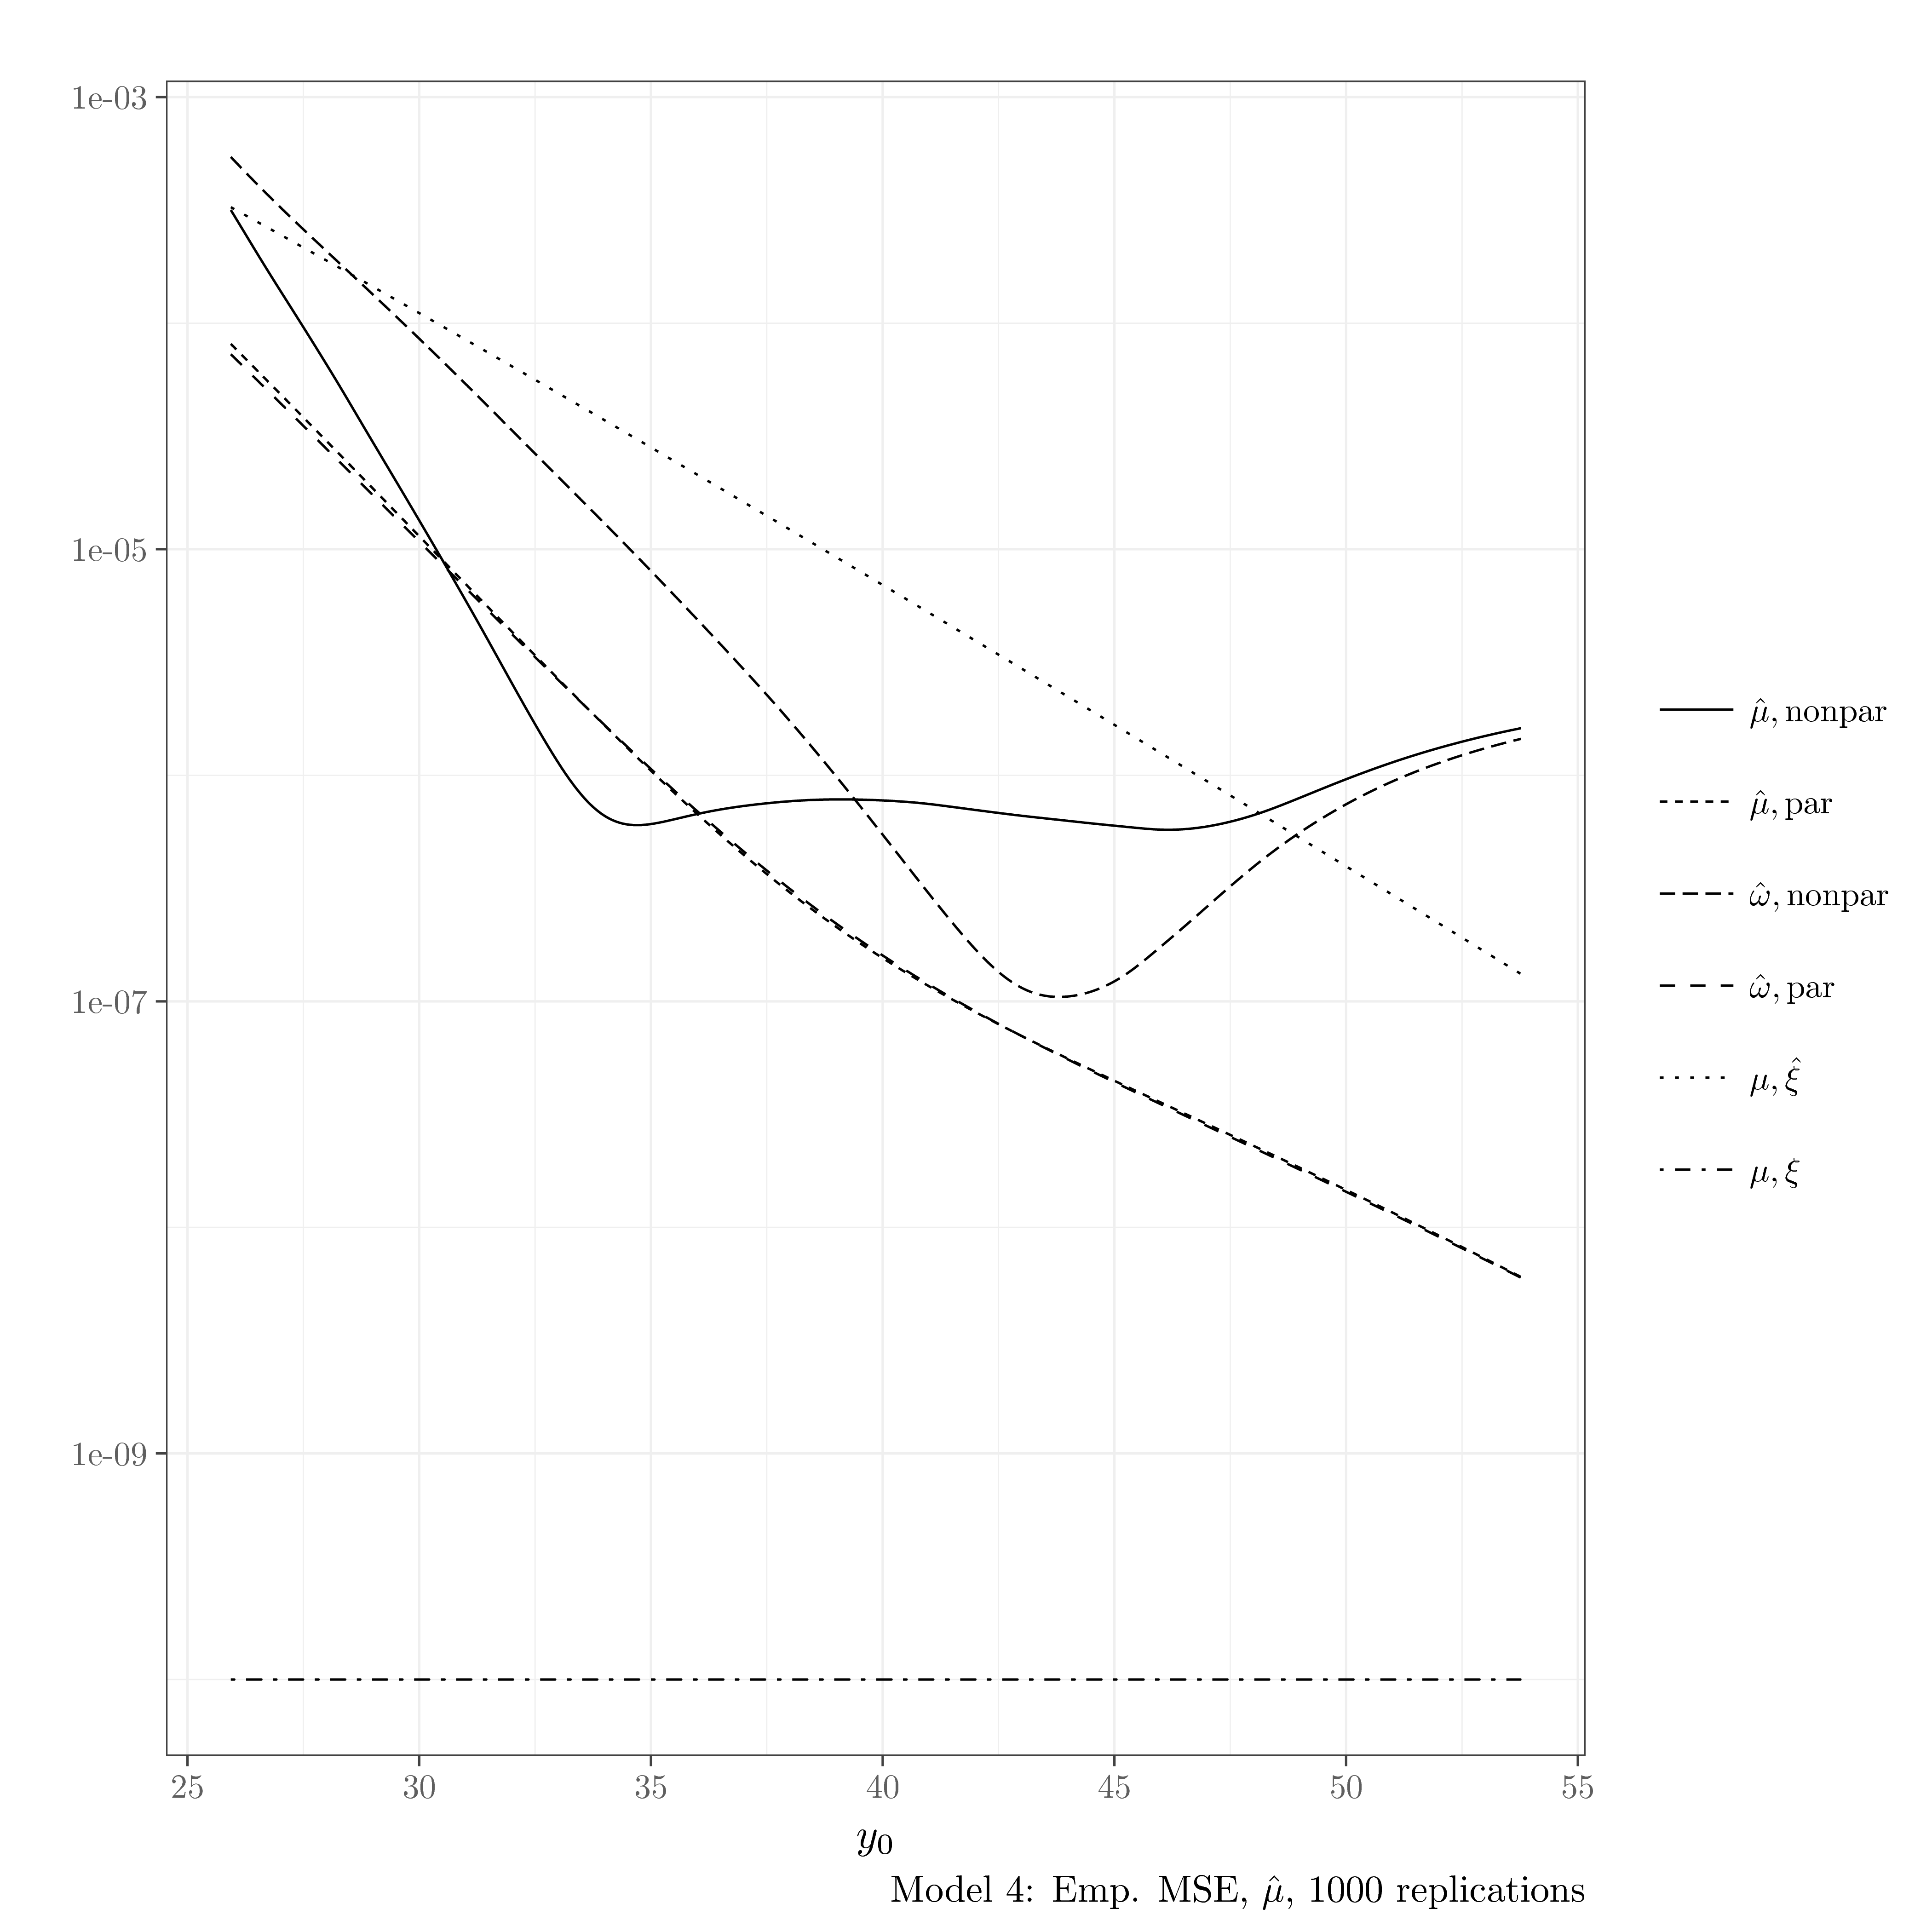 1e-03
1e-05
1e-07
1e-09
25 30 35 40 45 50 55
y₀
μ̂, nonpar
μ̂, par
ω̂, nonpar
ω̂, par
μ, ξ̂
μ, ξ
Model 4: Emp. MSE, μ̂, 1000 replications